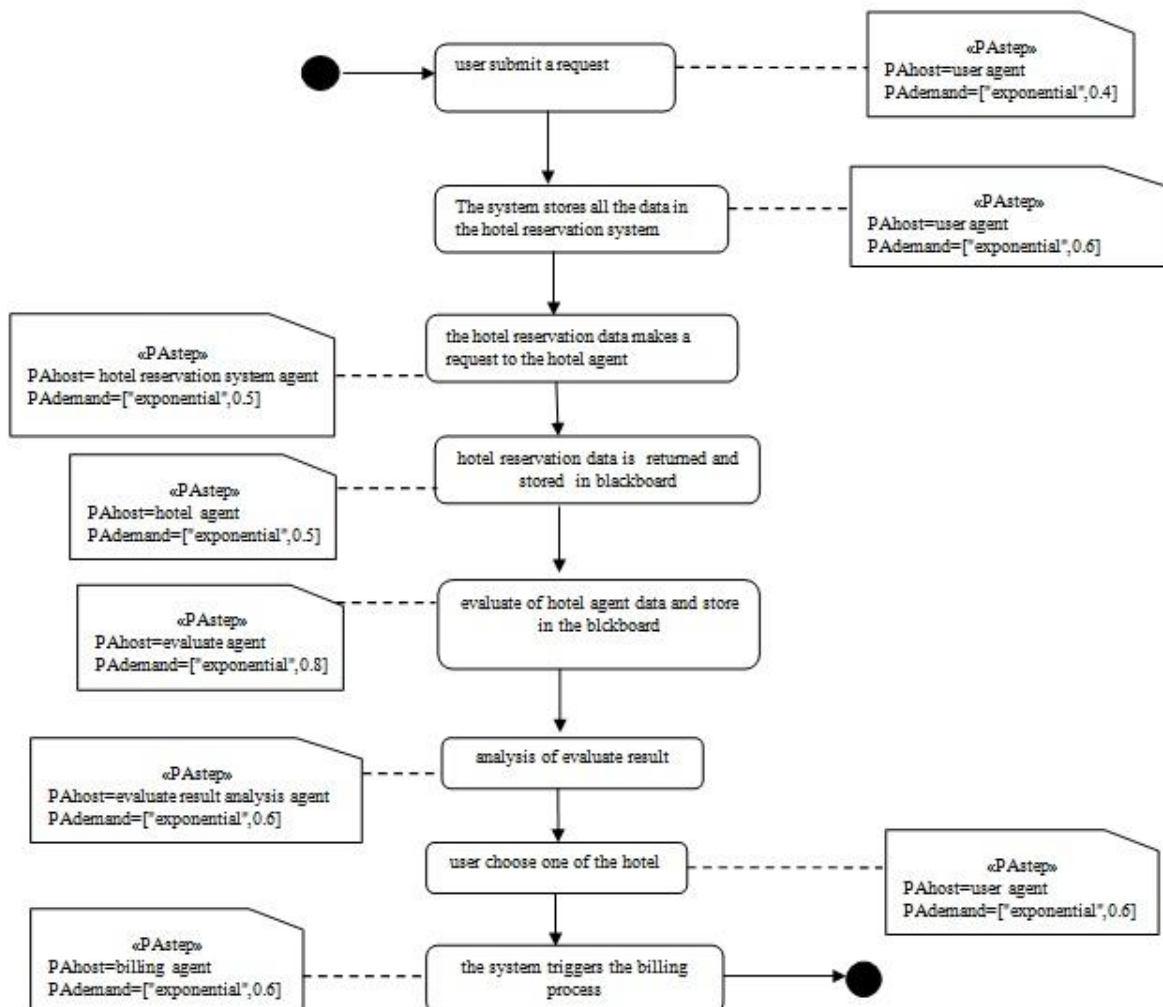 user submit a request
«PAstep»
PAhost=user agent
PAdemand=["exponential",0.4]
The system stores all the data in
the hotel reservation system
«PAstep»
PAhost=user agent
PAdemand=["exponential",0.6]
the hotel reservation data makes a
request to the hotel agent
«PAstep»
PAhost= hotel reservation system agent
PAdemand=["exponential",0.5]
hotel reservation data is returned and
stored in blackboard
«PAstep»
PAhost=hotel agent
PAdemand=["exponential",0.5]
evaluate of hotel agent data and store
in the blckboard
«PAstep»
PAhost=evaluate agent
PAdemand=["exponential",0.8]
analysis of evaluate result
«PAstep»
PAhost=evaluate result analysis agent
PAdemand=["exponential",0.6]
user choose one of the hotel
«PAstep»
PAhost=user agent
PAdemand=["exponential",0.6]
the system triggers the billing
process
«PAstep»
PAhost=billing agent
PAdemand=["exponential",0.6]